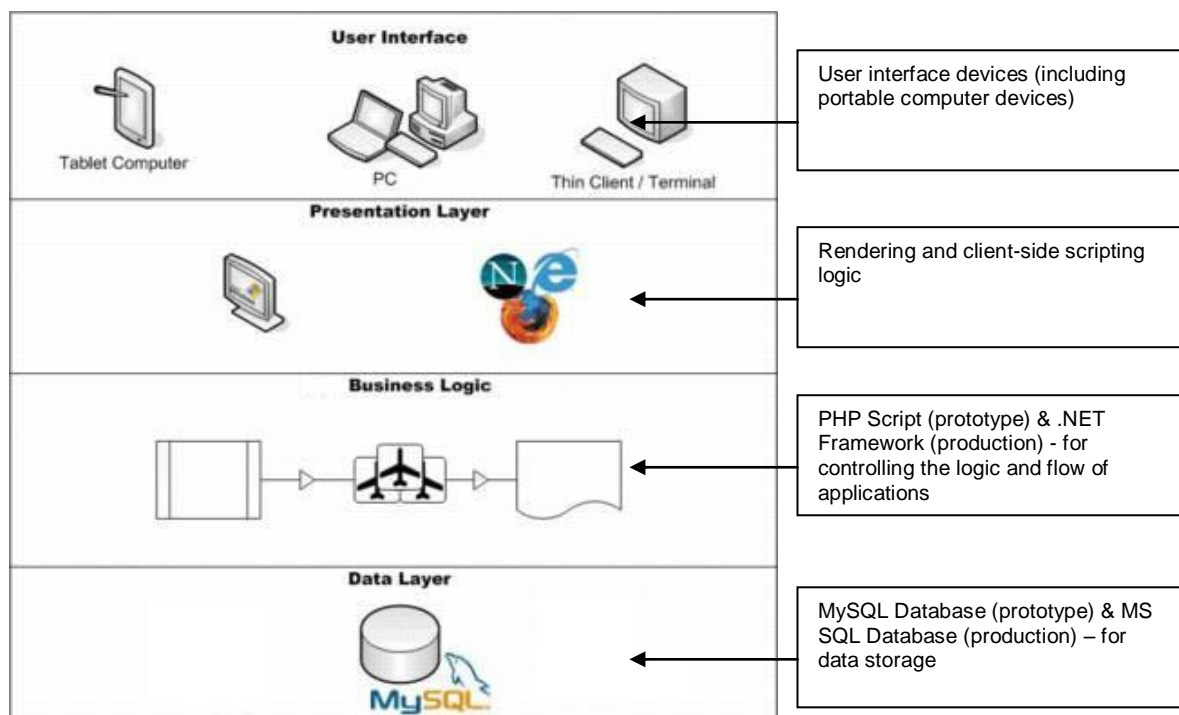 User Interface
User interface devices (including
portable computer devices)
Tablet Computer
PC
Thin Client / Terminal
Presentation Layer
N e
Rendering and client-side scripting
logic
Business Logic
PHP Script (prototype) & .NET
Framework (production) - for
controlling the logic and flow of
applications
Data Layer
MySQL Database (prototype) & MS
SQL Database (production) – for
data storage
MySQL